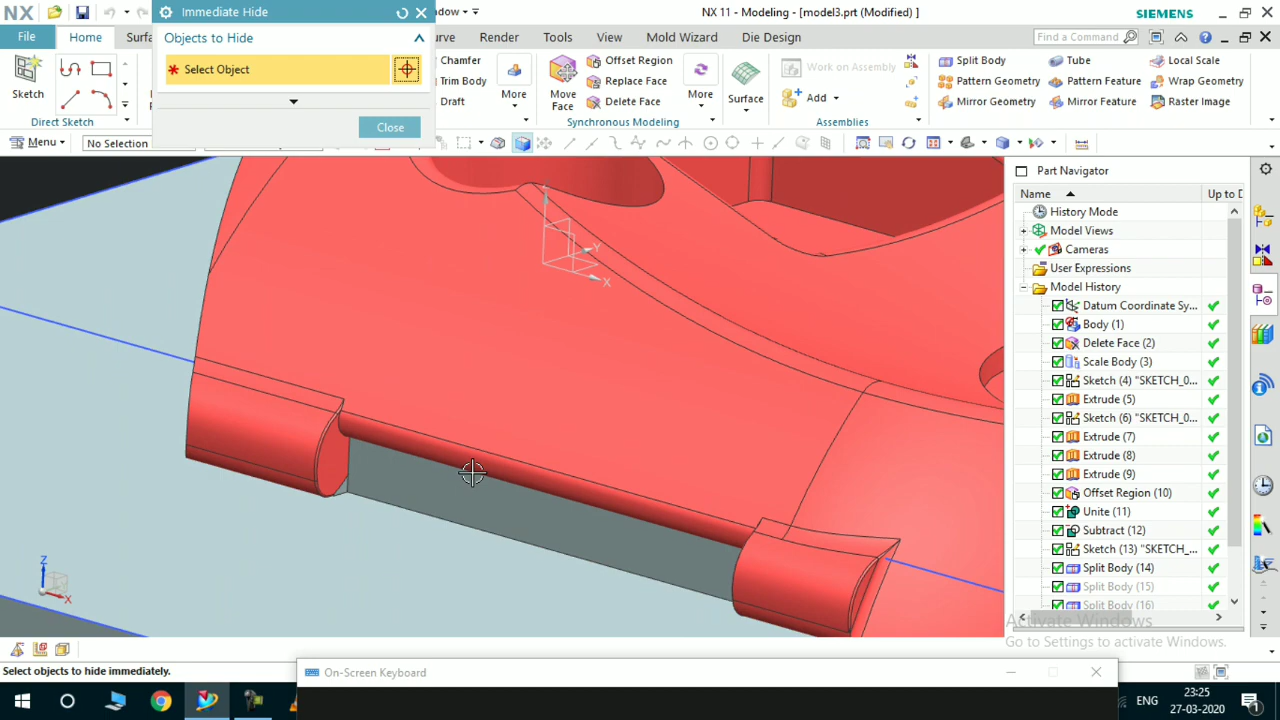 NX
Immediate Hide
ndow
NX 11 - Modeling - [model3.prt (Modified) ]
SIEMENS
File
Home
Surfa
urve
Render
Tools
View
Mold Wizard
Die Design
Find a Command
Objects to Hide
* Select Object
Close
Sketch
Direct Sketch
Chamfer
Trim Body
Draft
More
Move
Face
Offset Region
Replace Face
Delete Face
More
Synchronous Modeling
Surface
Work on Assembly
Add
Assemblies
Split Body
Pattern Geometry
Mirror Geometry
Tube
Pattern Feature
Mirror Feature
Local Scale
Wrap Geometry
Raster Image
Menu
No Selection
Part Navigator
Name
Up to D
History Mode
Model Views
Cameras
User Expressions
Model History
Datum Coordinate Sy...
Body (1)
Delete Face (2)
Scale Body (3)
Sketch (4) "SKETCH_0...
Extrude (5)
Sketch (6) "SKETCH_0...
Extrude (7)
Extrude (8)
Extrude (9)
Offset Region (10)
Unite (11)
Subtract (12)
Sketch (13) "SKETCH_...
Split Body (14)
Split Body (15)
Split Body (16)
Y
X
Z
X
Activate Windows
Go to Settings to activate Windows.
Select objects to hide immediately.
On-Screen Keyboard
ENG
23:25
27-03-2020
1